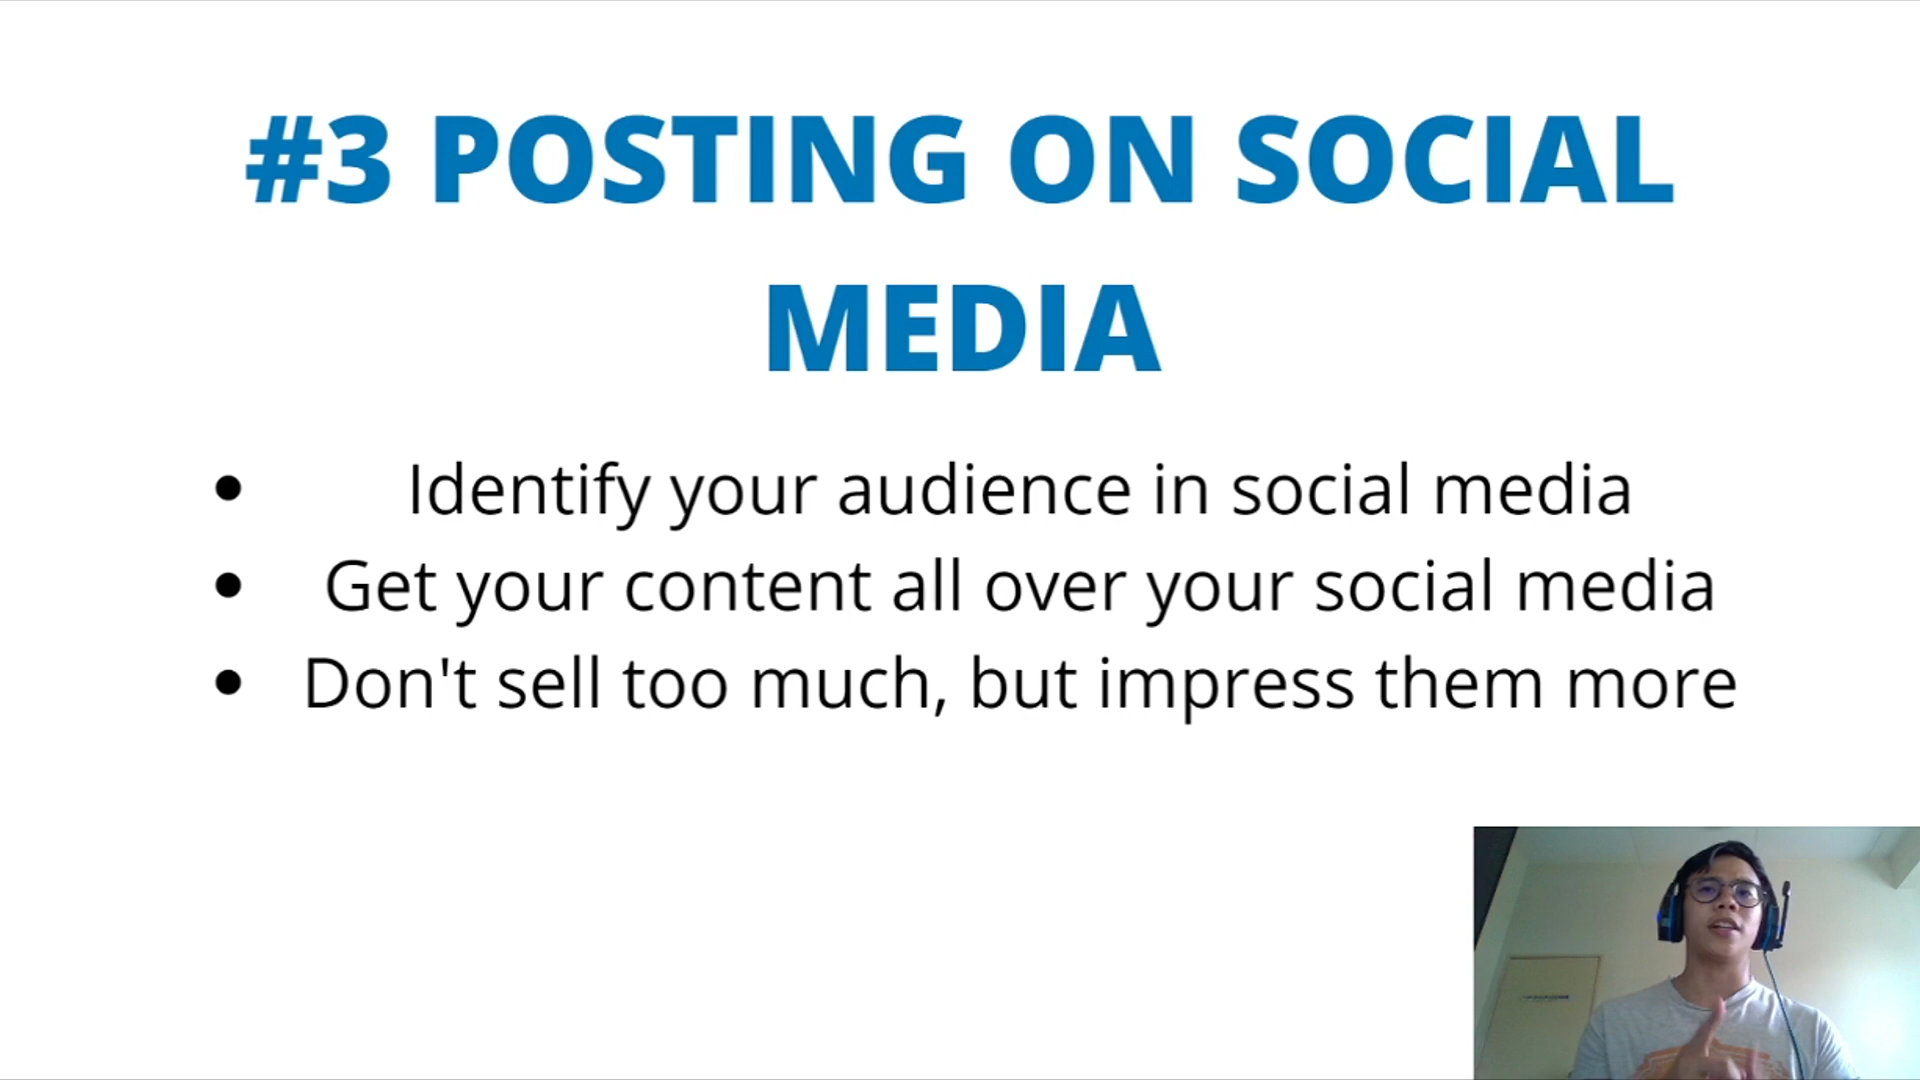 #3 POSTING ON SOCIAL
MEDIA
• Identify your audience in social media
• Get your content all over your social media
• Don't sell too much, but impress them more